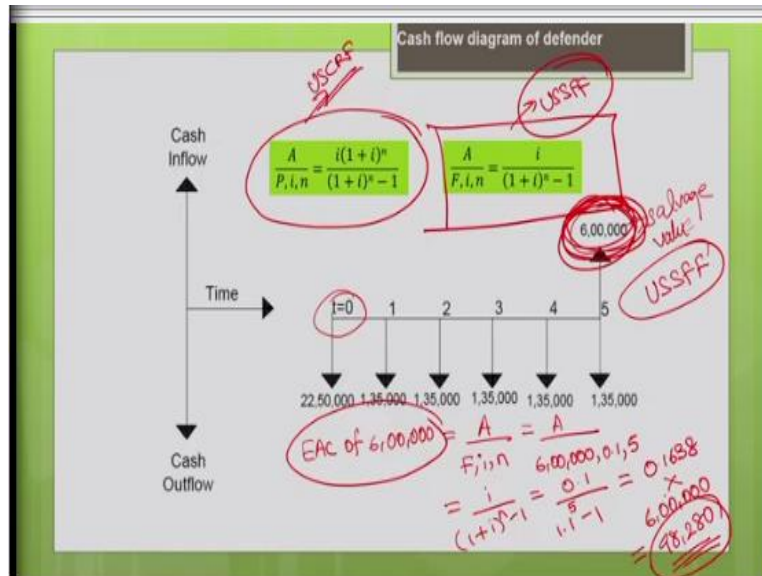 Cash flow diagram of defender
USCRF
→USSFF
Cash
Inflow
A/P,i,n = i(1+i)ⁿ/(1+i)ⁿ−1
A/F,i,n = i/(1+i)ⁿ−1
6,00,000
salvage
value
USSFF
Time
t=0 1 2 3 4 5
22,50,000 1,35,000 1,35,000 1,35,000 1,35,000 1,35,000
Cash
Outflow
EAC of 6,00,000 = A/F,i,n = A/6,00,000,0.1,5
= i/(1+i)ⁿ-1 = 0.1/1.1⁵-1 = 0.1638
×
6,00,000
= 98,280